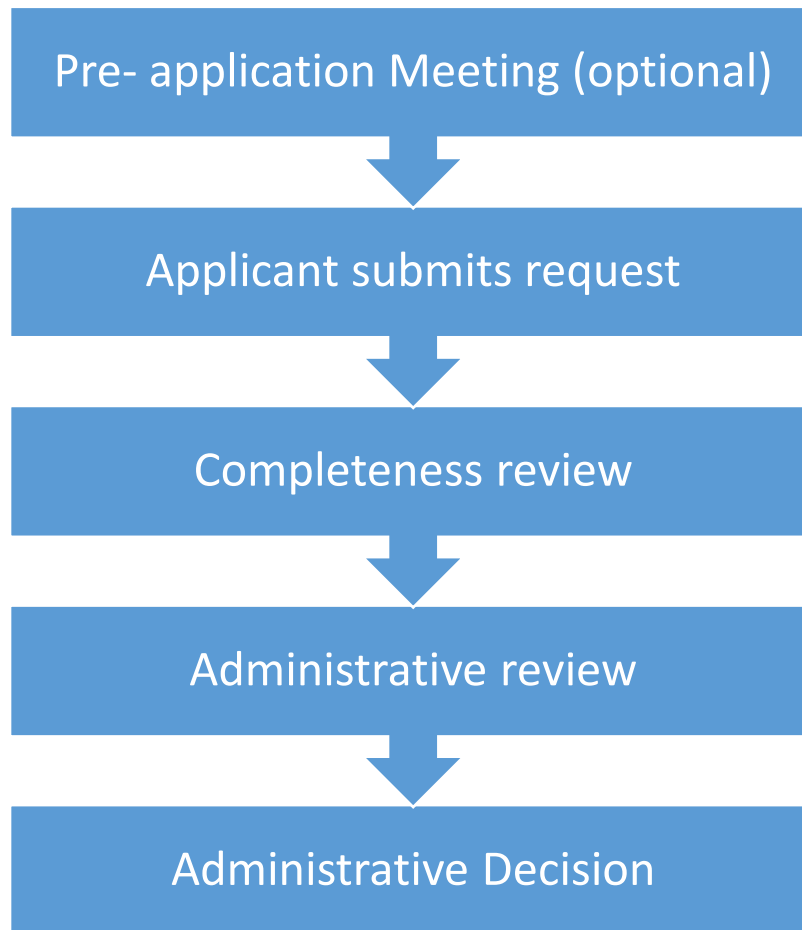 Pre- application Meeting (optional)
Applicant submits request
Completeness review
Administrative review
Administrative Decision